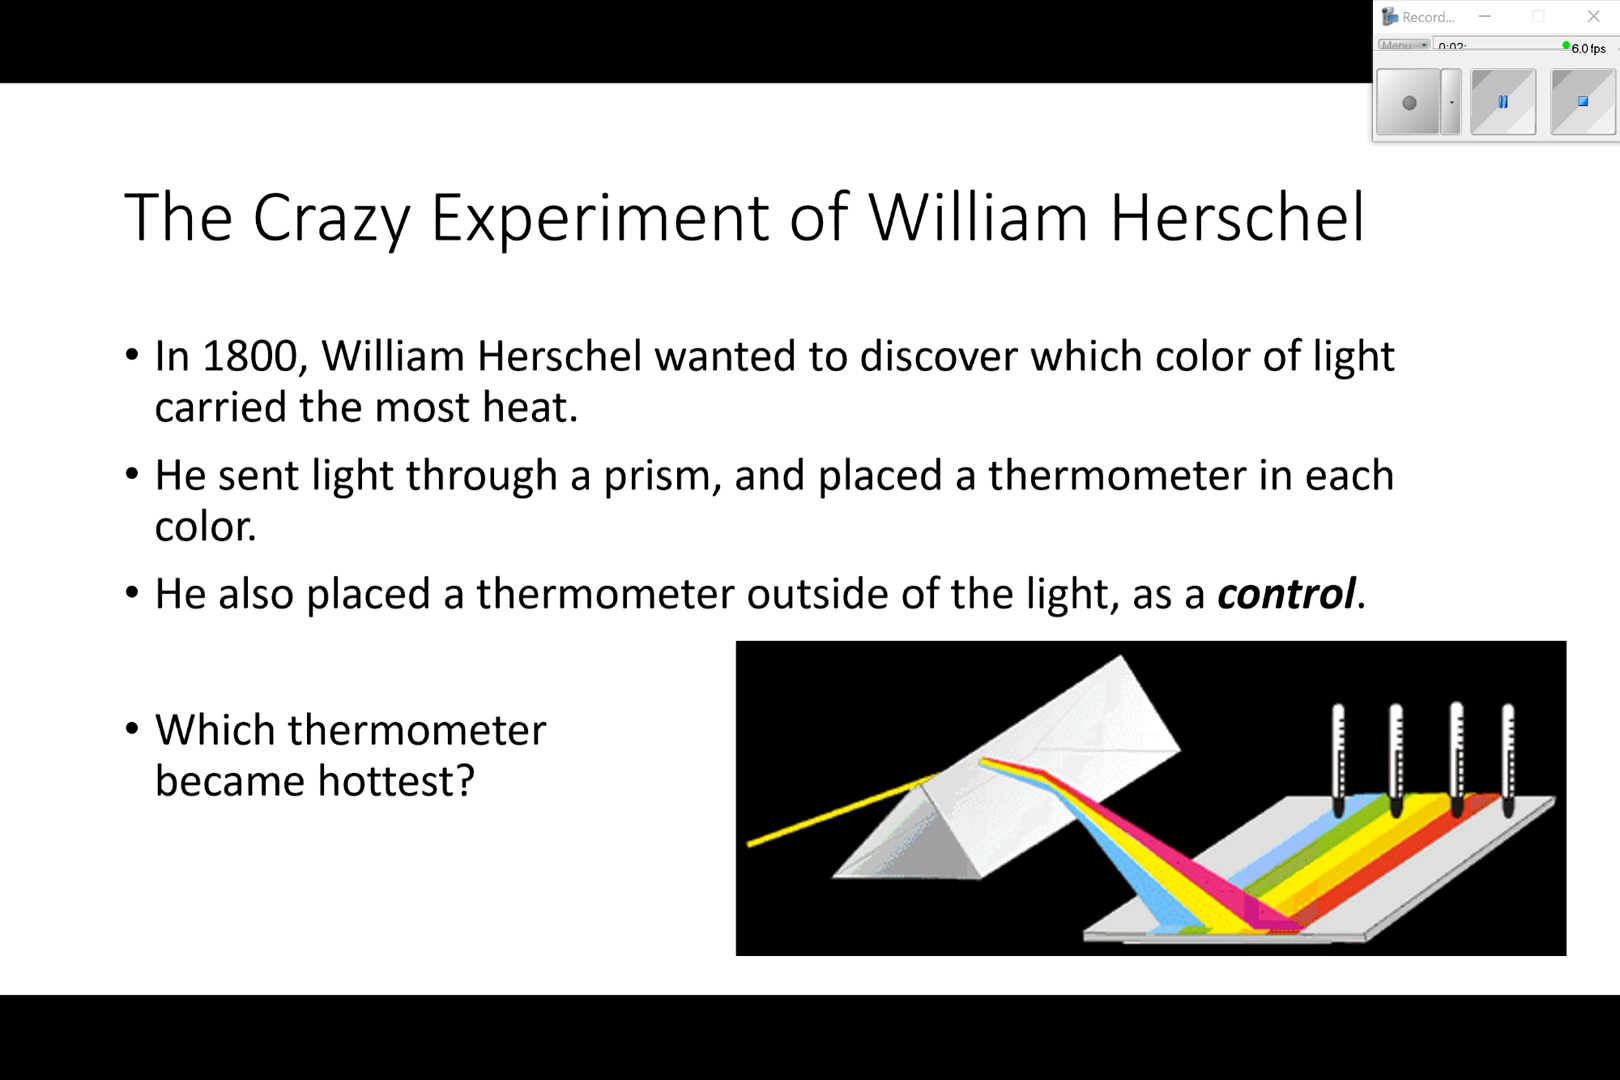 Record...
Menu
0:02:
6.0 fps
The Crazy Experiment of William Herschel
• In 1800, William Herschel wanted to discover which color of light
carried the most heat.
• He sent light through a prism, and placed a thermometer in each
color.
• He also placed a thermometer outside of the light, as a control.
• Which thermometer
became hottest?